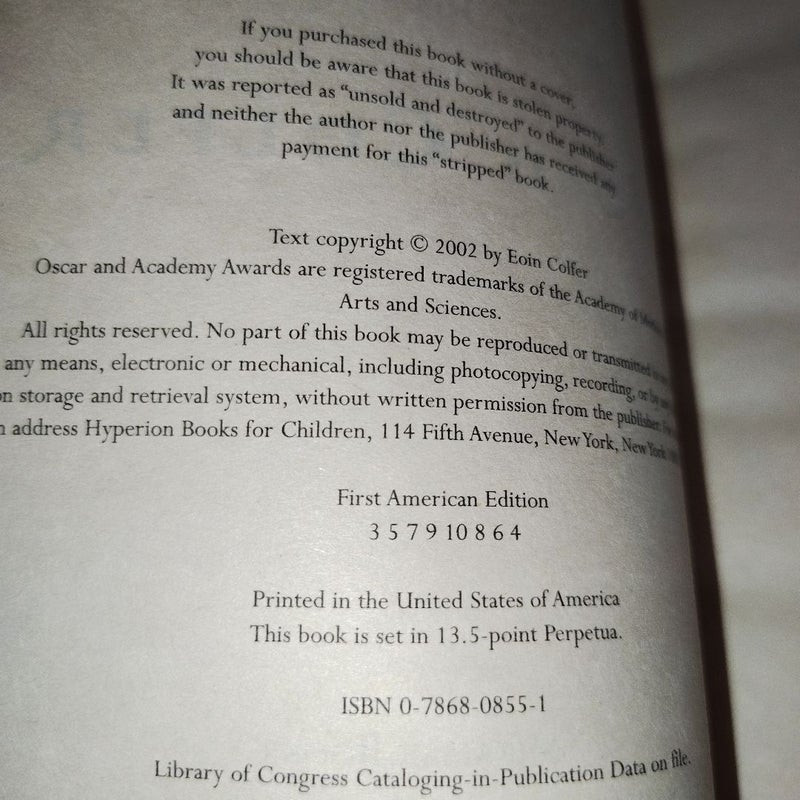 If you purchased this book without a cover,
you should be aware that this book is stolen property.
It was reported as “unsold and destroyed” to the publisher
and neither the author nor the publisher has received any
payment for this “stripped” book.
Text copyright © 2002 by Eoin Colfer
Oscar and Academy Awards are registered trademarks of the Academy of
Arts and Sciences.
All rights reserved. No part of this book may be reproduced or transmitted
any means, electronic or mechanical, including photocopying, recording, or by
storage and retrieval system, without written permission from the publisher.
address Hyperion Books for Children, 114 Fifth Avenue, New York, New York
First American Edition
3 5 7 9 10 8 6 4
Printed in the United States of America
This book is set in 13.5-point Perpetua.
ISBN 0-7868-0855-1
Library of Congress Cataloging-in-Publication Data on file.